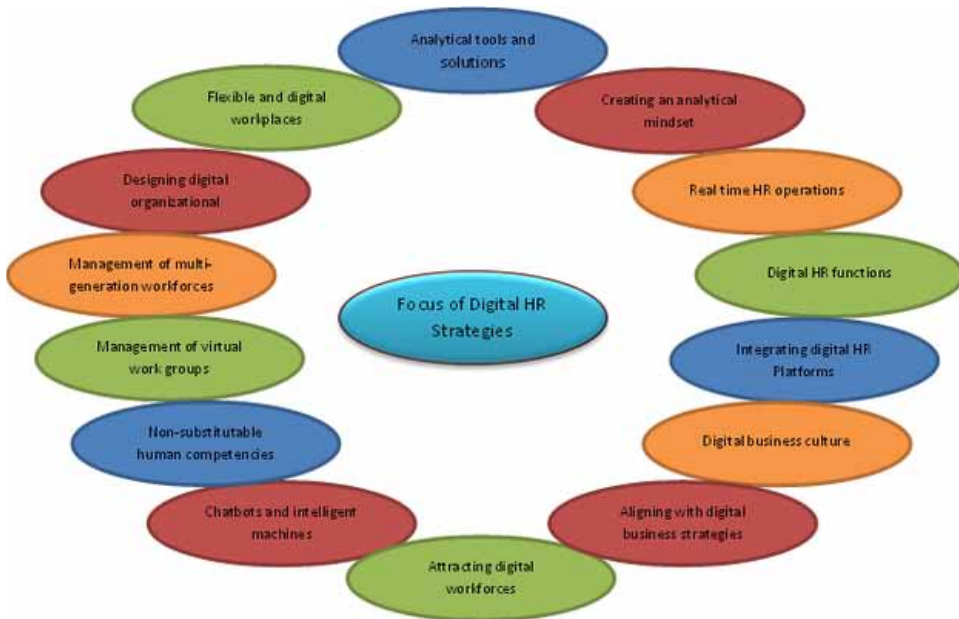 Analytical tools and
solutions
Creating an analytical
mindset
Real time HR operations
Digital HR functions
Integrating digital HR
Platforms
Digital business culture
Aligning with digital
business strategies
Attracting digital
workforces
Chatbots and intelligent
machines
Non-substitutable
human competencies
Management of virtual
work groups
Management of multi-
generation workforces
Designing digital
organizational
Flexible and digital
workplaces
Focus of Digital HR
Strategies